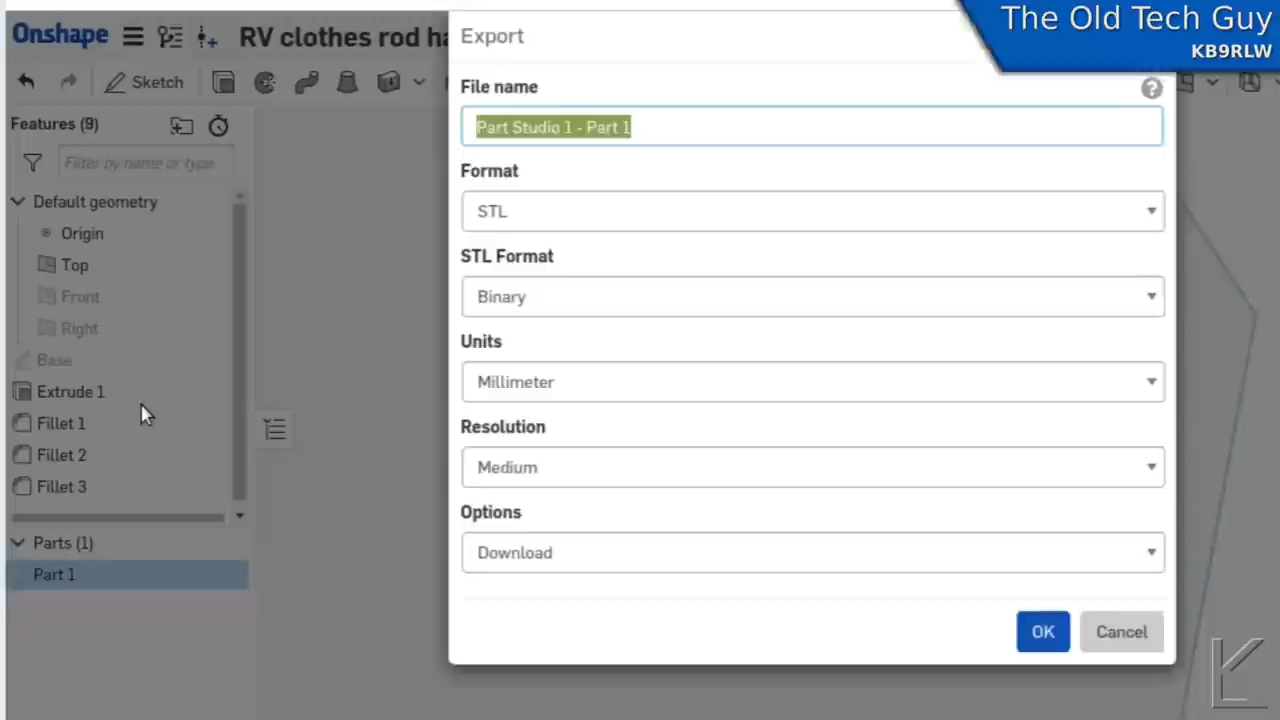 The Old Tech Guy
KB9RLW
Onshape
RV clothes rod ha
Sketch
Features (9)
Filter by name or type
Default geometry
Origin
Top
Front
Right
Base
Extrude 1
Fillet 1
Fillet 2
Fillet 3
Parts (1)
Part 1
Export
File name
?
Part Studio 1 - Part 1
Format
STL
STL Format
Binary
Units
Millimeter
Resolution
Medium
Options
Download
OK
Cancel